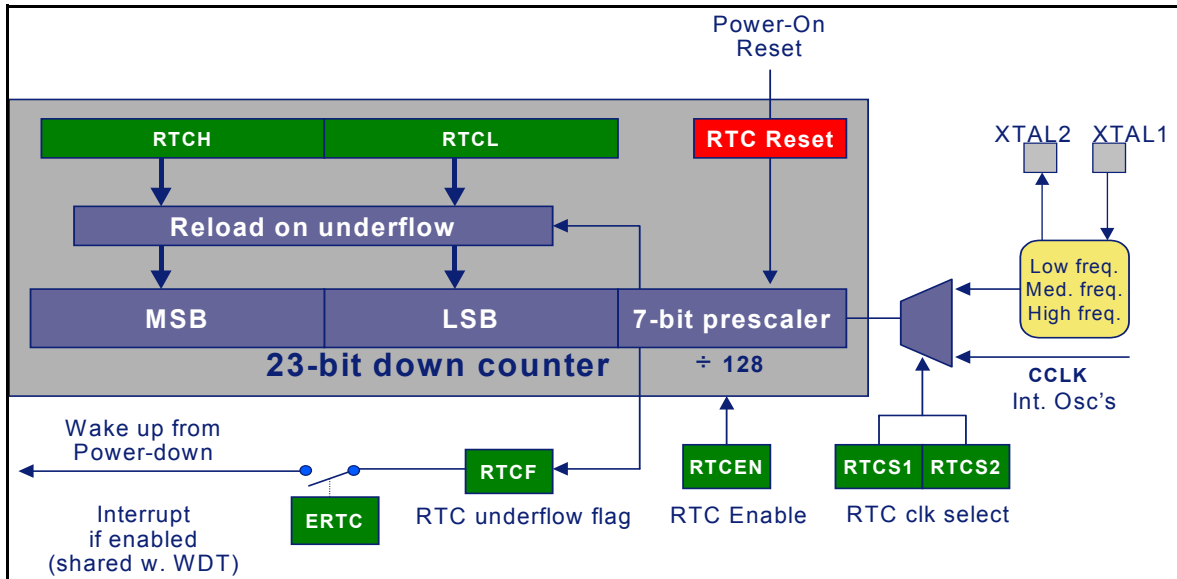 Power-On
Reset
RTCH
RTCL
RTC Reset
XTAL2
XTAL1
Reload on underflow
Low freq.
Med. freq.
High freq.
MSB
LSB
7-bit prescaler
23-bit down counter
÷ 128
CCLK
Int. Osc's
Wake up from
Power-down
RTCF
RTCEN
RTCS1
RTCS2
ERTC
RTC underflow flag
RTC Enable
RTC clk select
Interrupt
if enabled
(shared w. WDT)